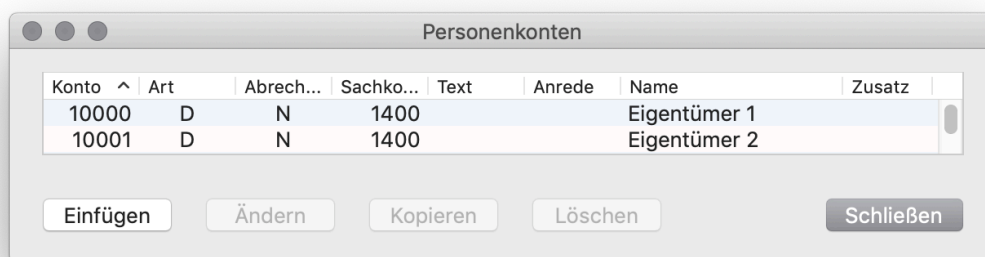 Personenkonten
Konto Art Abrech... Sachko... Text Anrede Name Zusatz
10000 D N 1400 Eigentümer 1
10001 D N 1400 Eigentümer 2
Einfügen Ändern Kopieren Löschen Schließen